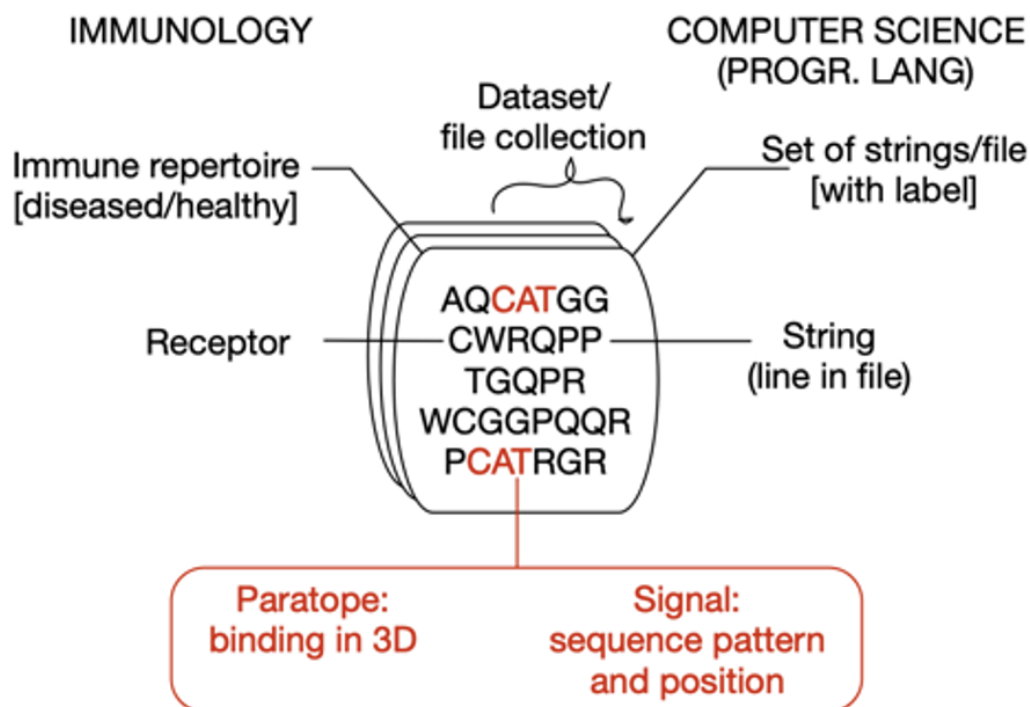 IMMUNOLOGY
COMPUTER SCIENCE
(PROGR. LANG)
Dataset/
file collection
Immune repertoire
[diseased/healthy]
Set of strings/file
[with label]
AQCATGG
Receptor
CWRQPP
String
(line in file)
TGQPR
WCGGPQQR
PCATRGR
Paratope:
binding in 3D
Signal:
sequence pattern
and position